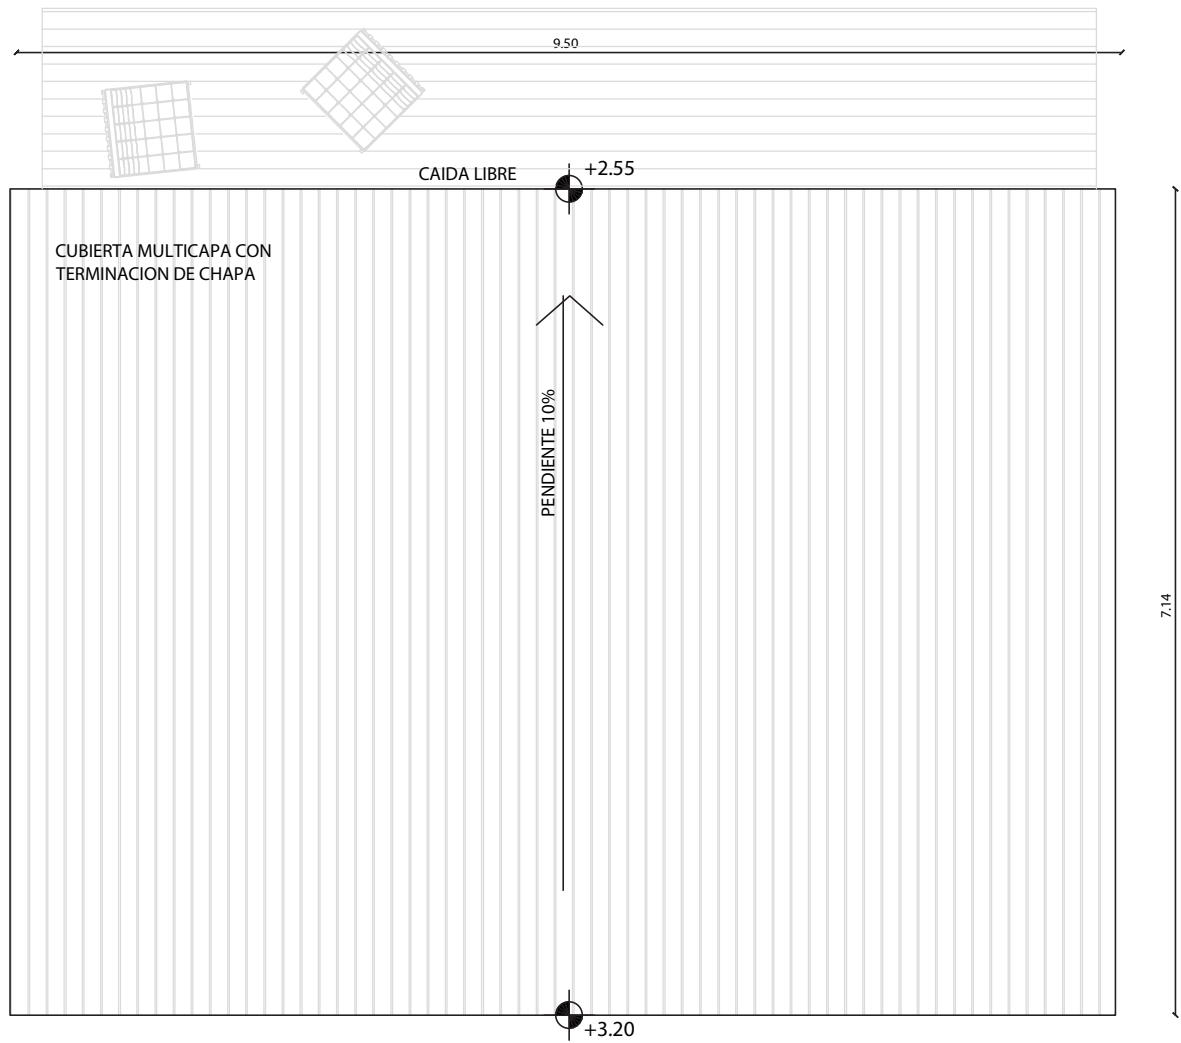 9.50
CAIDA LIBRE
+2.55
CUBIERTA MULTICAPA CON
TERMINACION DE CHAPA
PENDIENTE 10%
7.14
+3.20